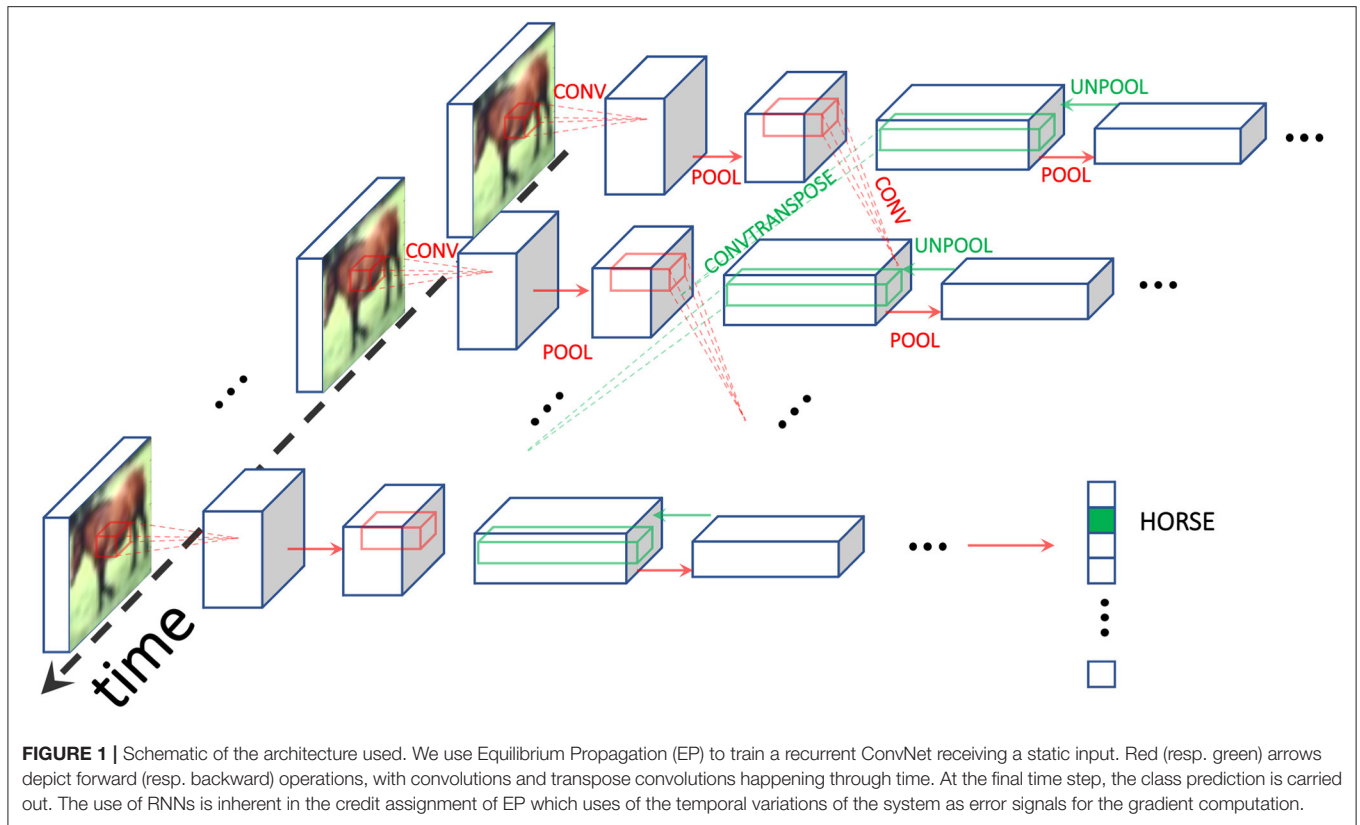 CONV
POOL
CONV
UNPOOL
POOL
CONVTRANSPOSE
CONV
POOL
UNPOOL
POOL
HORSE
time
FIGURE 1 | Schematic of the architecture used. We use Equilibrium Propagation (EP) to train a recurrent ConvNet receiving a static input. Red (resp. green) arrows
depict forward (resp. backward) operations, with convolutions and transpose convolutions happening through time. At the final time step, the class prediction is carried
out. The use of RNNs is inherent in the credit assignment of EP which uses of the temporal variations of the system as error signals for the gradient computation.